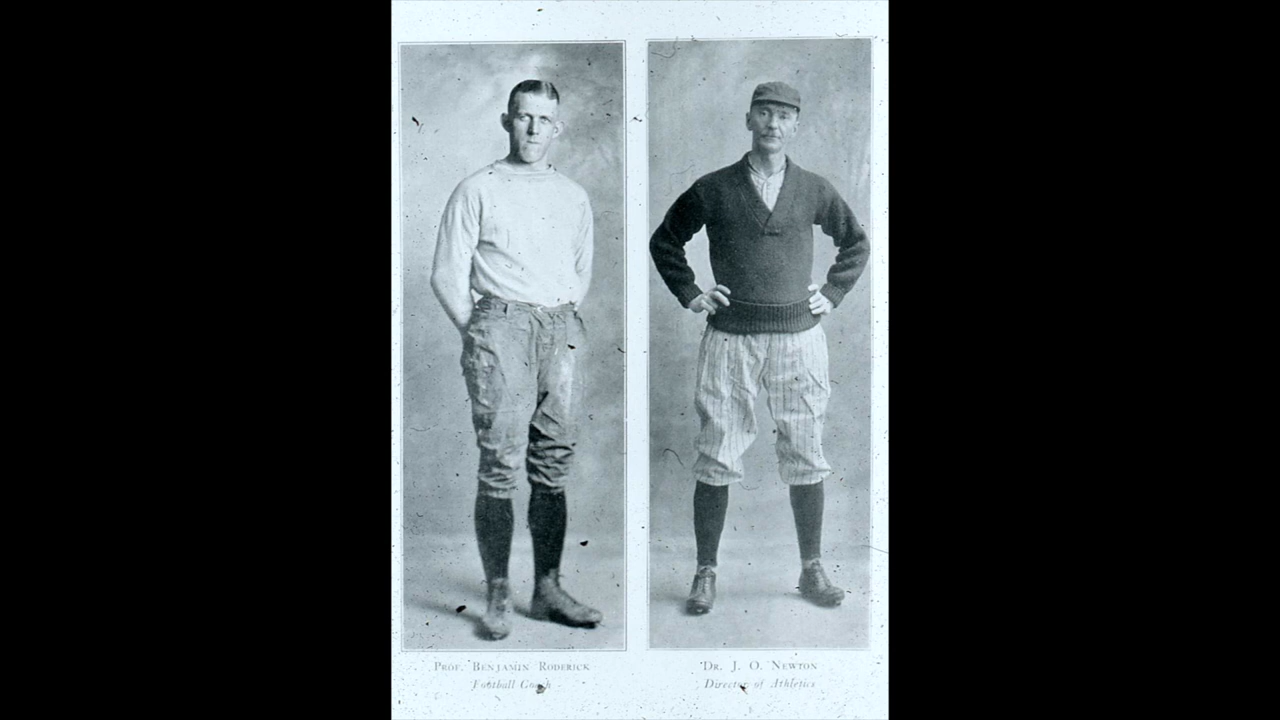 Prof. Benjamin Roderick
Football Coach
Dr. J. O. Newton
Director of Athletics